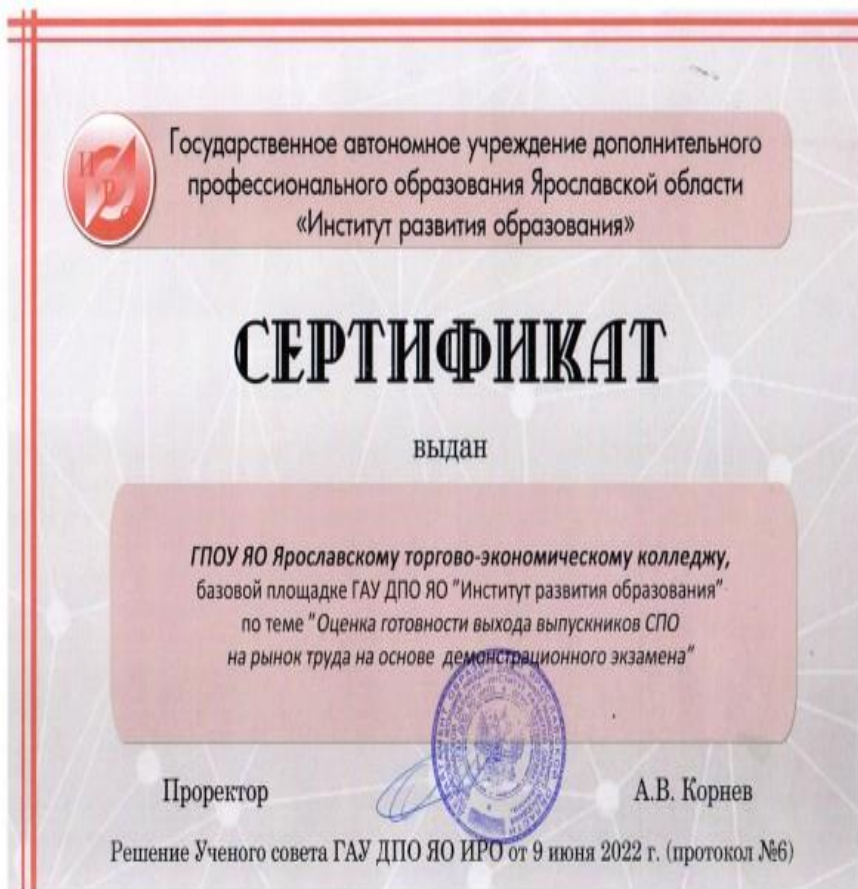 Государственное автономное учреждение дополнительного
профессионального образования Ярославской области
«Институт развития образования»
ИРО
СЕРТИФИКАТ
выдан
ГПОУ ЯО Ярославскому торгово-экономическому колледжу,
базовой площадке ГАУ ДПО ЯО "Институт развития образования"
по теме "Оценка готовности выхода выпускников СПО
на рынок труда на основе демонстрационного экзамена"
Проректор
А.В. Корнев
Решение Ученого совета ГАУ ДПО ЯО ИРО от 9 июня 2022 г. (протокол №6)